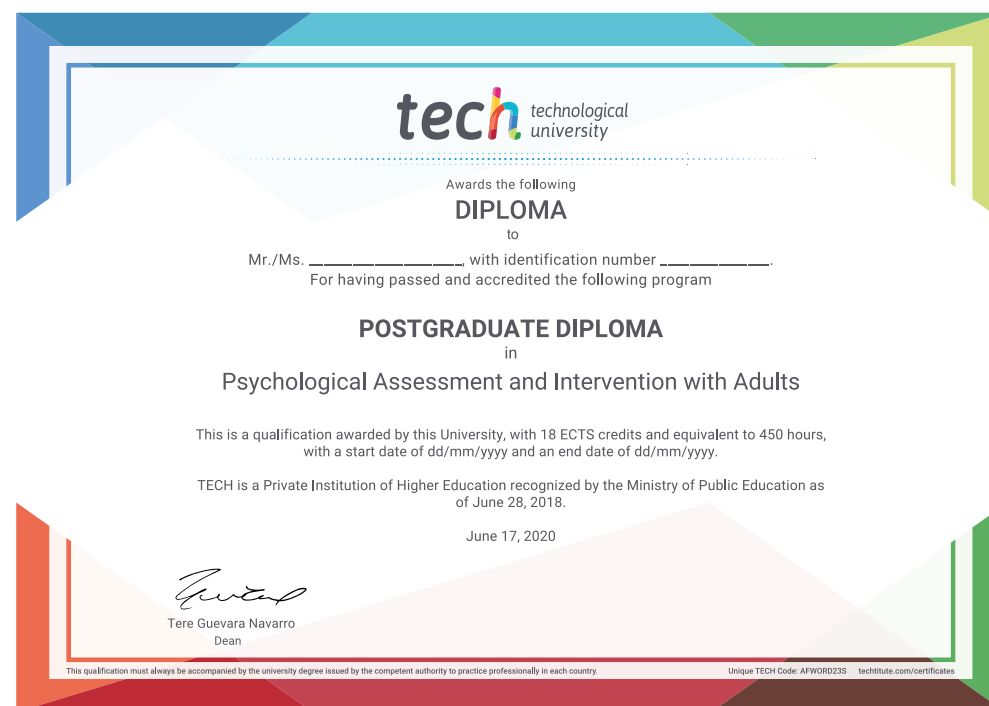 tech technological
university
Awards the following
DIPLOMA
to
Mr./Ms. ____________________, with identification number ______________.
For having passed and accredited the following program
POSTGRADUATE DIPLOMA
in
Psychological Assessment and Intervention with Adults
This is a qualification awarded by this University, with 18 ECTS credits and equivalent to 450 hours,
with a start date of dd/mm/yyyy and an end date of dd/mm/yyyy.
TECH is a Private Institution of Higher Education recognized by the Ministry of Public Education as
of June 28, 2018.
June 17, 2020
Tere Guevara Navarro
Dean
This qualification must always be accompanied by the university degree issued by the competent authority to practice professionally in each country.
Unique TECH Code: AFWORD23S techtitute.com/certificates